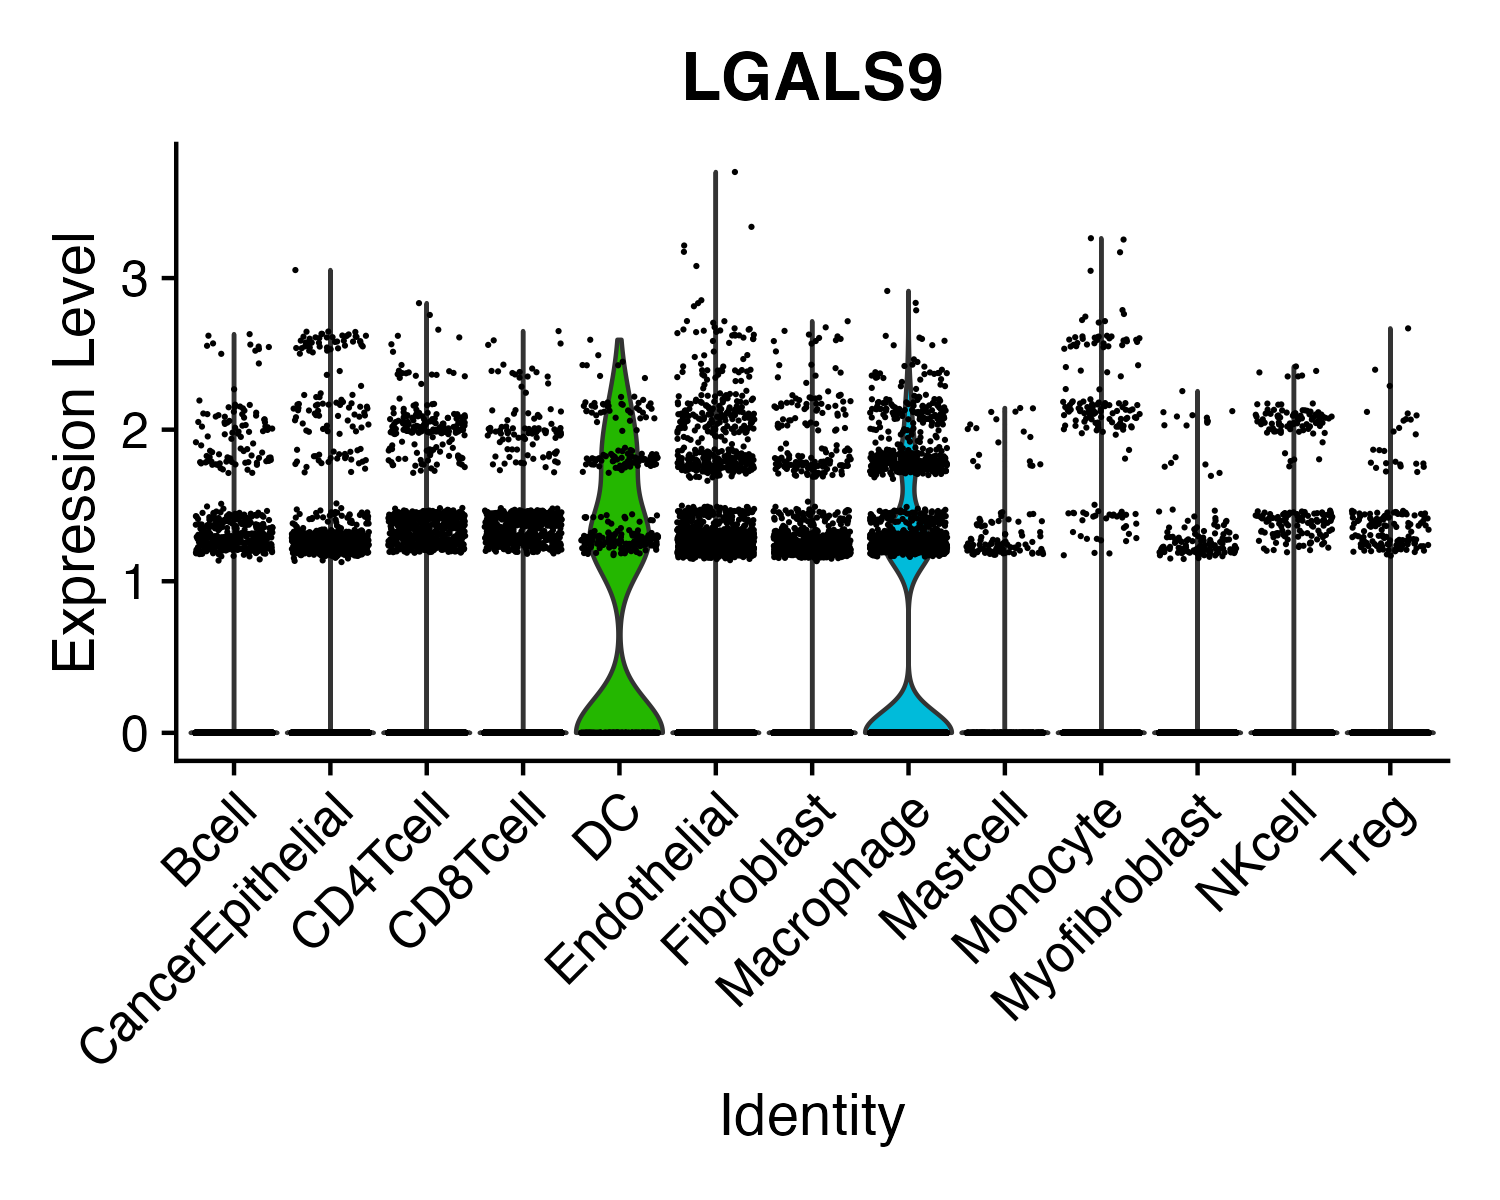 LGALS9
Expression Level
3
2
1
0
Bcell
CancerEpithelial
CD4Tcell
CD8Tcell
DC
Endothelial
Fibroblast
Macrophage
Mastcell
Monocyte
Myofibroblast
NKcell
Treg
Identity